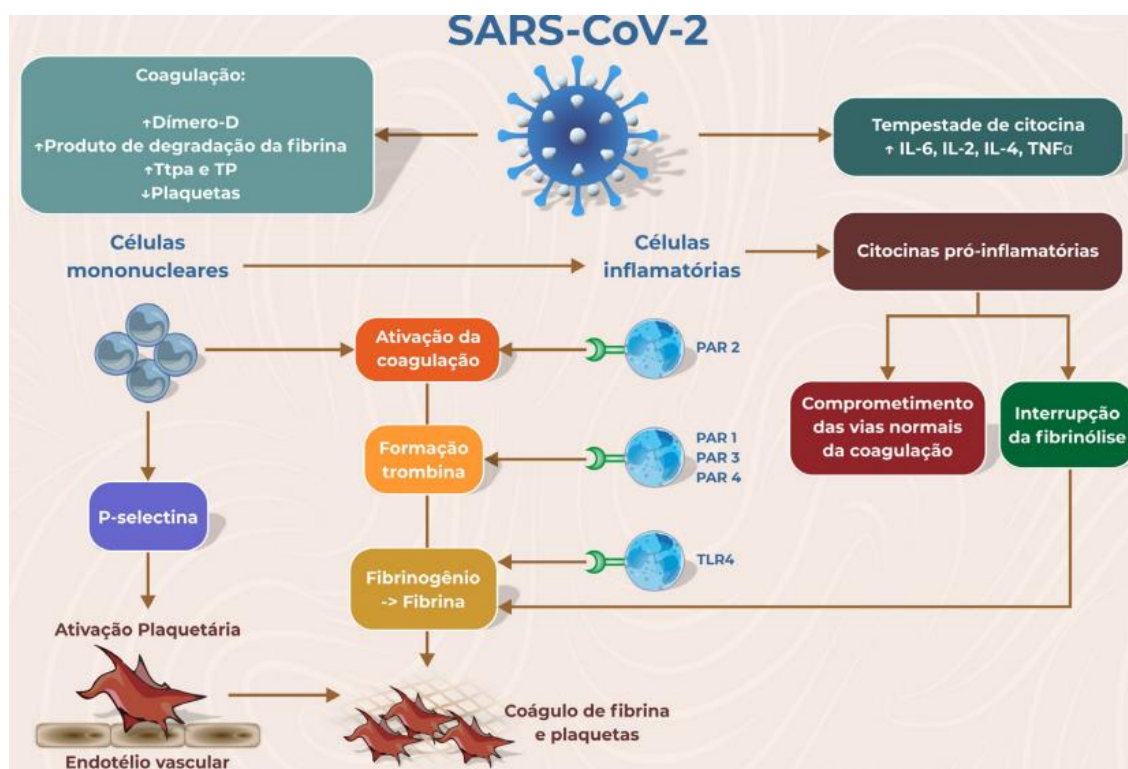 SARS-CoV-2
Coagulação:
↑Dímero-D
↑Produto de degradação da fibrina
↑Ttpa e TP
↓Plaquetas
Tempestade de citocina
↑ IL-6, IL-2, IL-4, TNFα
Células
mononucleares
Células
inflamatórias
Citocinas pró-inflamatórias
Ativação da
coagulação
PAR 2
Comprometimento
das vias normais
da coagulação
Interrupção
da fibrinólise
Formação
trombina
PAR 1
PAR 3
PAR 4
P-selectina
Fibrinogênio
-> Fibrina
TLR4
Ativação Plaquetária
Coágulo de fibrina
e plaquetas
Endotélio vascular